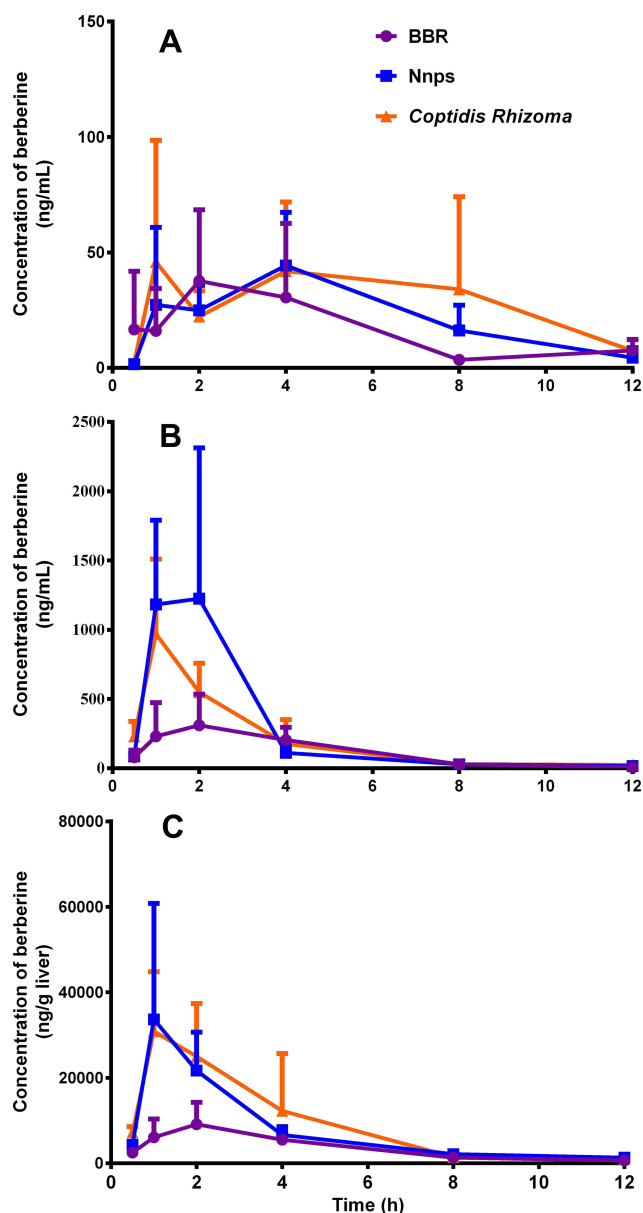 A
BBR
Nnps
Coptidis Rhizoma
Concentration of berberine
(ng/mL)
150
100
50
0
0 2 4 6 8 10 12
B
Concentration of berberine
(ng/mL)
2500
2000
1500
1000
500
0
0 2 4 6 8 10 12
C
Concentration of berberine
(ng/g liver)
80000
60000
40000
20000
0
0 2 4 6 8 10 12
Time (h)